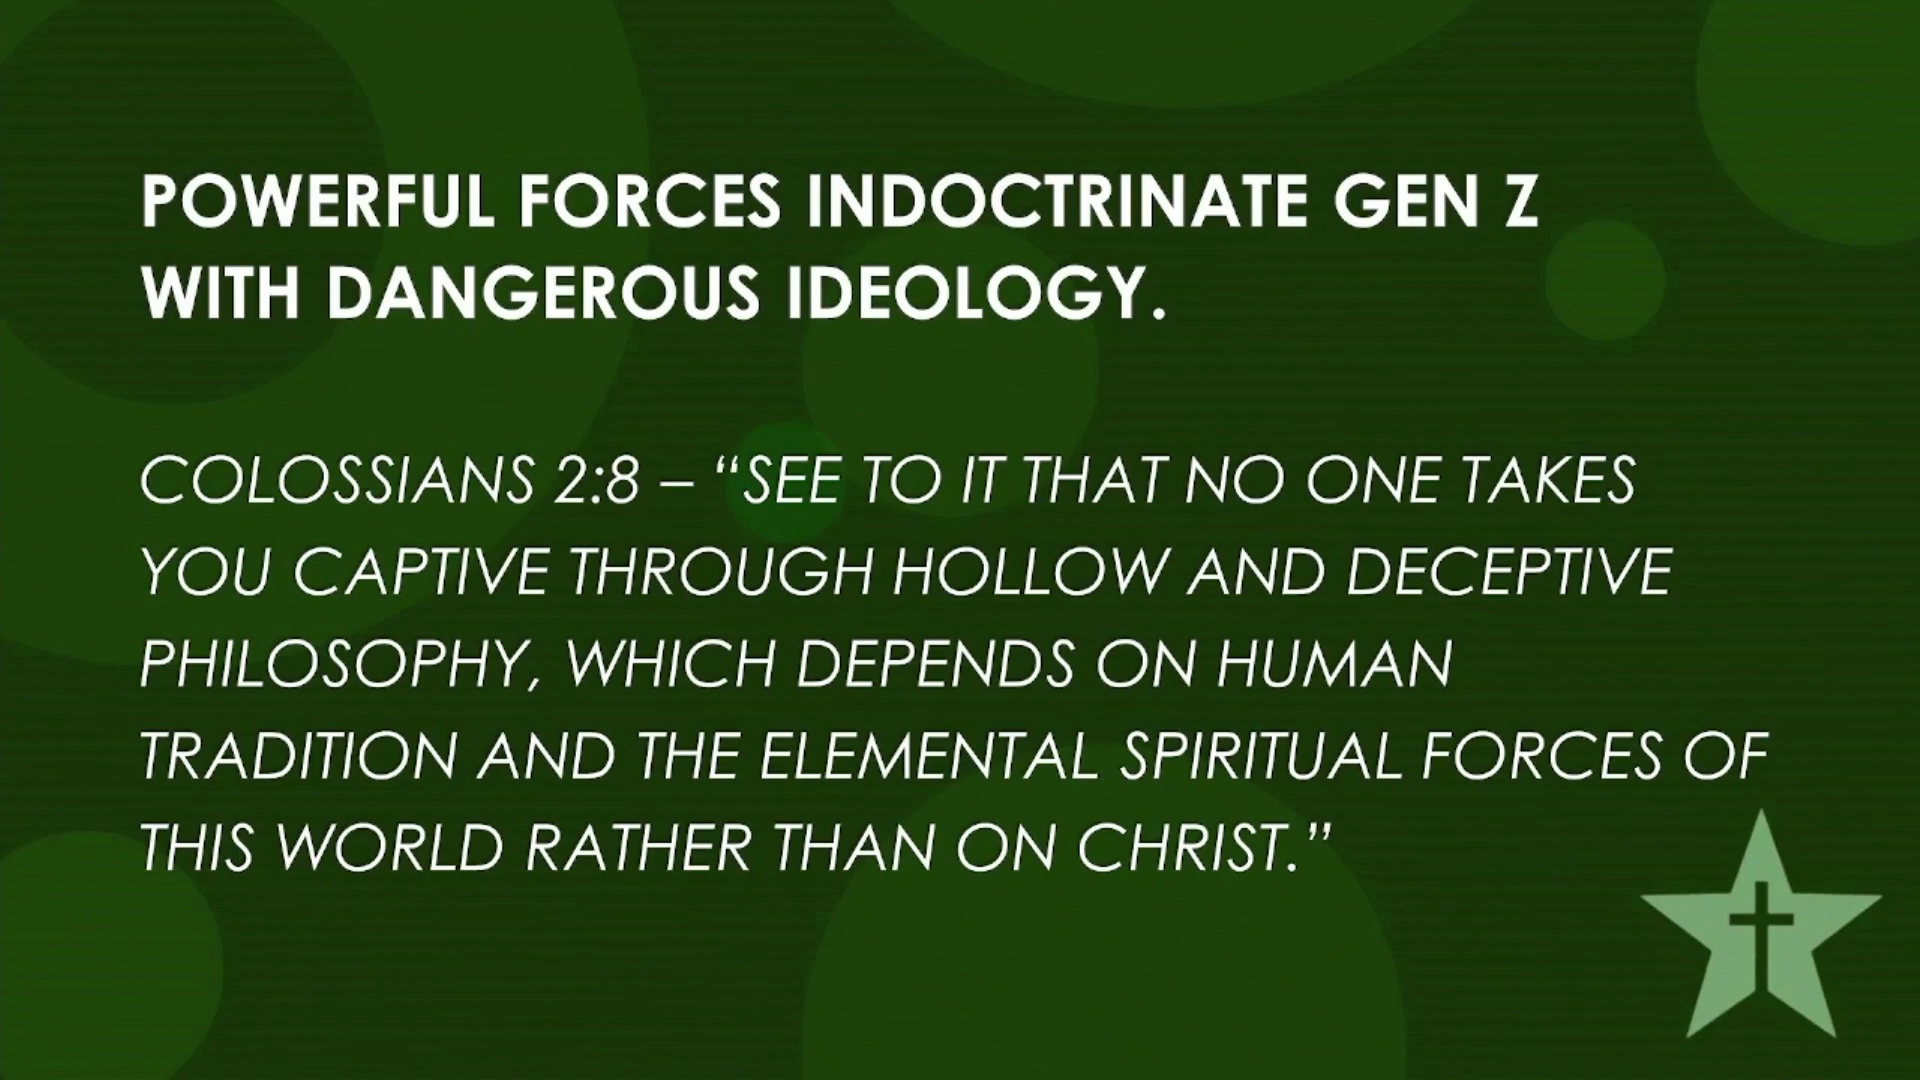 POWERFUL FORCES INDOCTRINATE GEN Z
WITH DANGEROUS IDEOLOGY.
COLOSSIANS 2:8 – “SEE TO IT THAT NO ONE TAKES
YOU CAPTIVE THROUGH HOLLOW AND DECEPTIVE
PHILOSOPHY, WHICH DEPENDS ON HUMAN
TRADITION AND THE ELEMENTAL SPIRITUAL FORCES OF
THIS WORLD RATHER THAN ON CHRIST.”